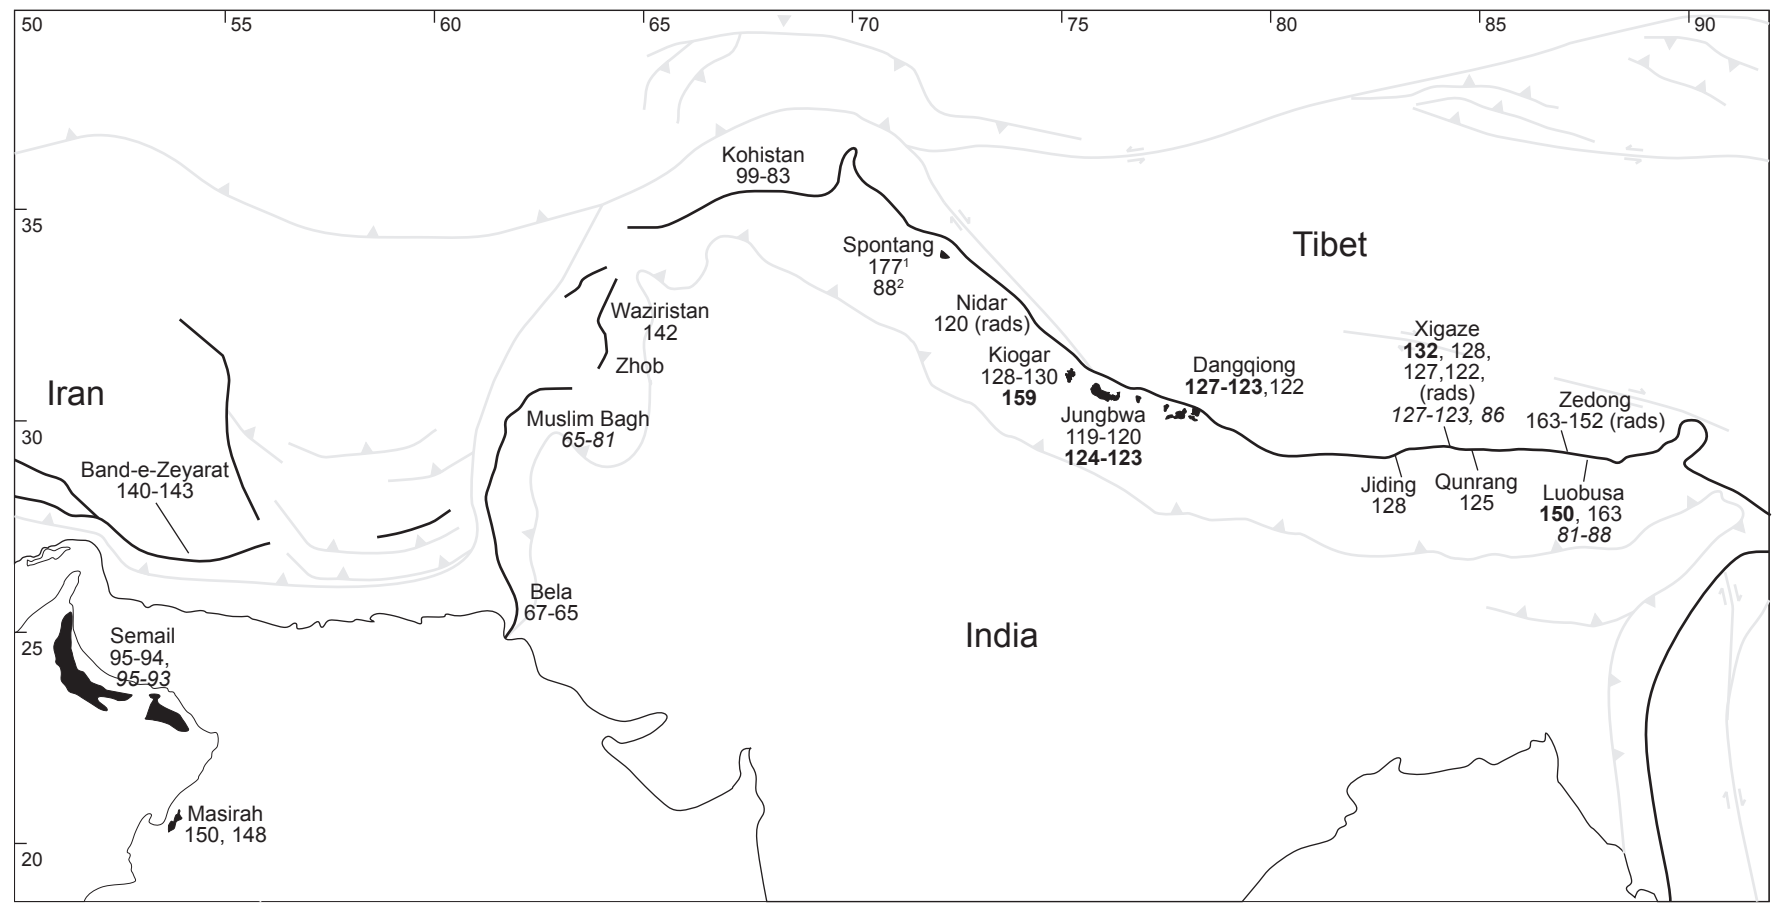 50 55 60 65 70 75 80 85 90
Kohistan
99-83
35
Tibet
Spontang
177¹
88²
Nidar
120 (rads)
Waziristan
142
Zhob
Xigaze
132, 128,
127,122,
(rads)
127-123, 86
Kiogar
128-130
159
Dangqiong
127-123,122
Iran
Zedong
163-152 (rads)
Jungbwa
119-120
124-123
Muslim Bagh
65-81
30
Band-e-Zeyarat
140-143
Jiding
128
Qunrang
125
Luobusa
150, 163
81-88
Bela
67-65
25
Semail
95-94,
95-93
India
Masirah
150, 148
20